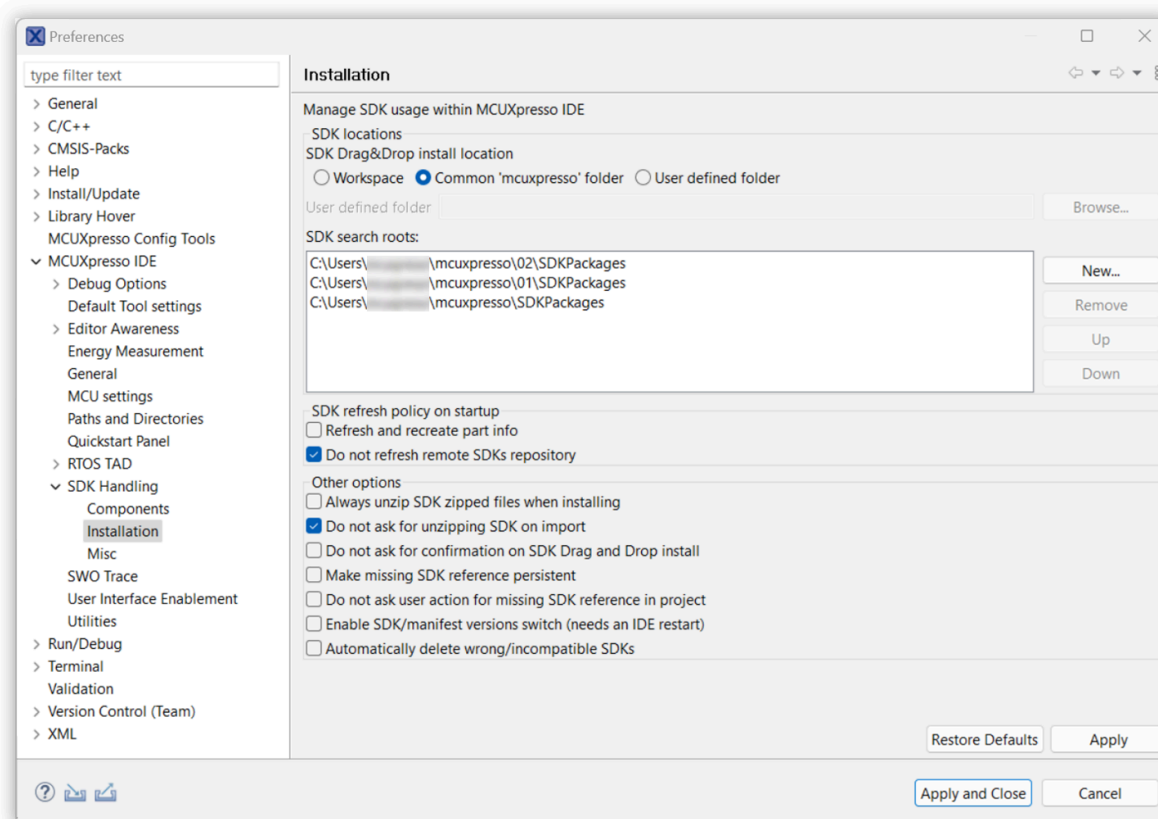 Preferences
type filter text
General
C/C++
CMSIS-Packs
Help
Install/Update
Library Hover
MCUXpresso Config Tools
MCUXpresso IDE
Debug Options
Default Tool settings
Editor Awareness
Energy Measurement
General
MCU settings
Paths and Directories
Quickstart Panel
RTOS TAD
SDK Handling
Components
Installation
Misc
SWO Trace
User Interface Enablement
Utilities
Run/Debug
Terminal
Validation
Version Control (Team)
XML
Installation
Manage SDK usage within MCUXpresso IDE
SDK locations
SDK Drag&Drop install location
Workspace Common 'mcuxpresso' folder User defined folder
User defined folder Browse...
SDK search roots:
C:\Users\ \mcuxpresso\02\SDKPackages
C:\Users\ \mcuxpresso\01\SDKPackages
C:\Users\ \mcuxpresso\SDKPackages
New...
Remove
Up
Down
SDK refresh policy on startup
Refresh and recreate part info
Do not refresh remote SDKs repository
Other options
Always unzip SDK zipped files when installing
Do not ask for unzipping SDK on import
Do not ask for confirmation on SDK Drag and Drop install
Make missing SDK reference persistent
Do not ask user action for missing SDK reference in project
Enable SDK/manifest versions switch (needs an IDE restart)
Automatically delete wrong/incompatible SDKs
Restore Defaults Apply
Apply and Close Cancel